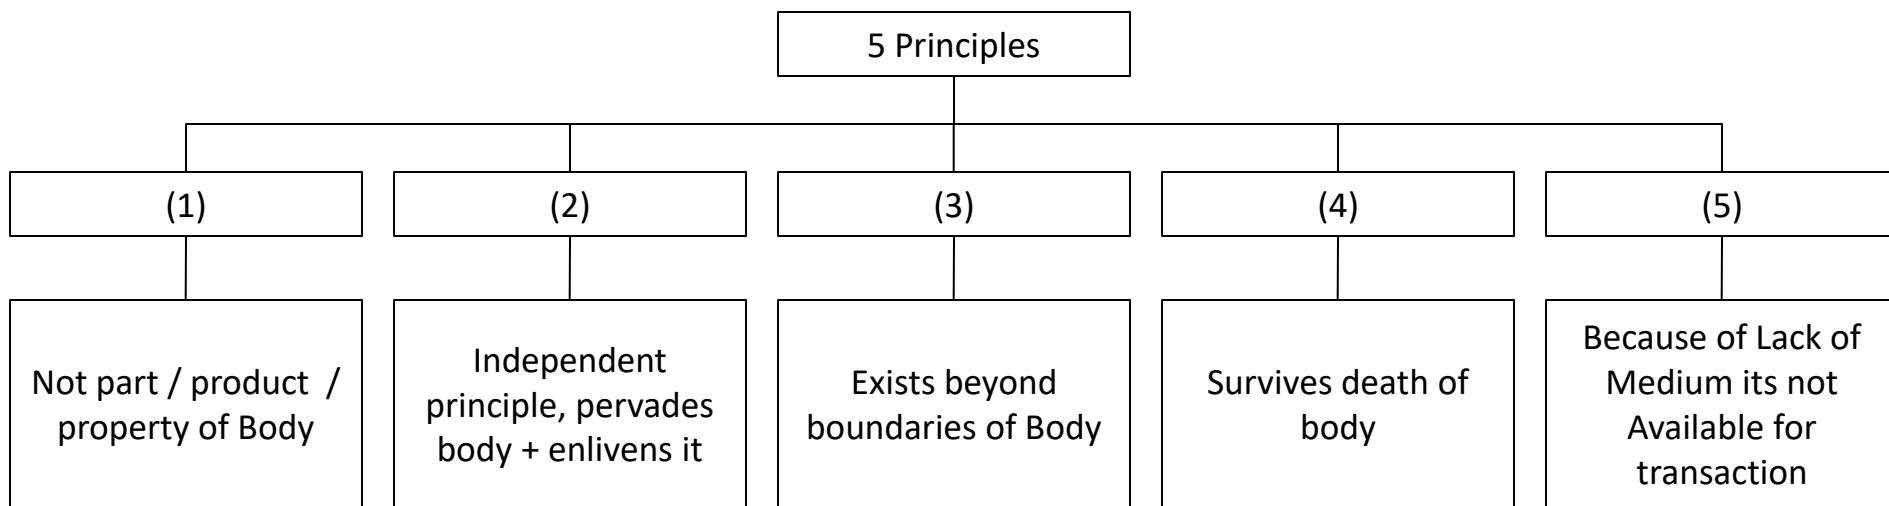 5 Principles
(1)
(2)
(3)
(4)
(5)
Not part / product /
property of Body
Independent
principle, pervades
body + enlivens it
Exists beyond
boundaries of Body
Survives death of
body
Because of Lack of
Medium its not
Available for
transaction